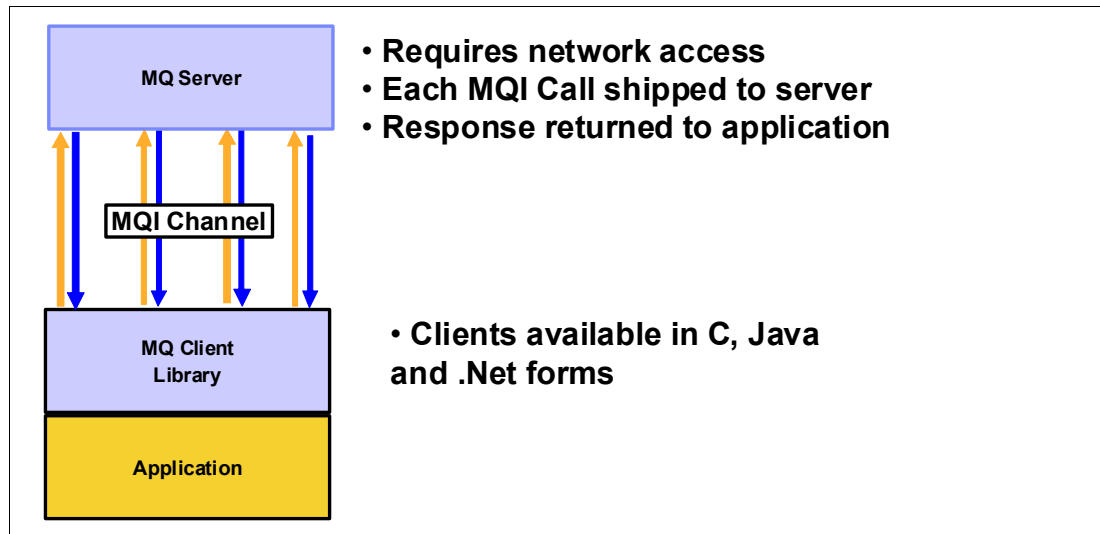 MQ Server
• Requires network access
• Each MQI Call shipped to server
• Response returned to application
MQI Channel
MQ Client
Library
• Clients available in C, Java
and .Net forms
Application